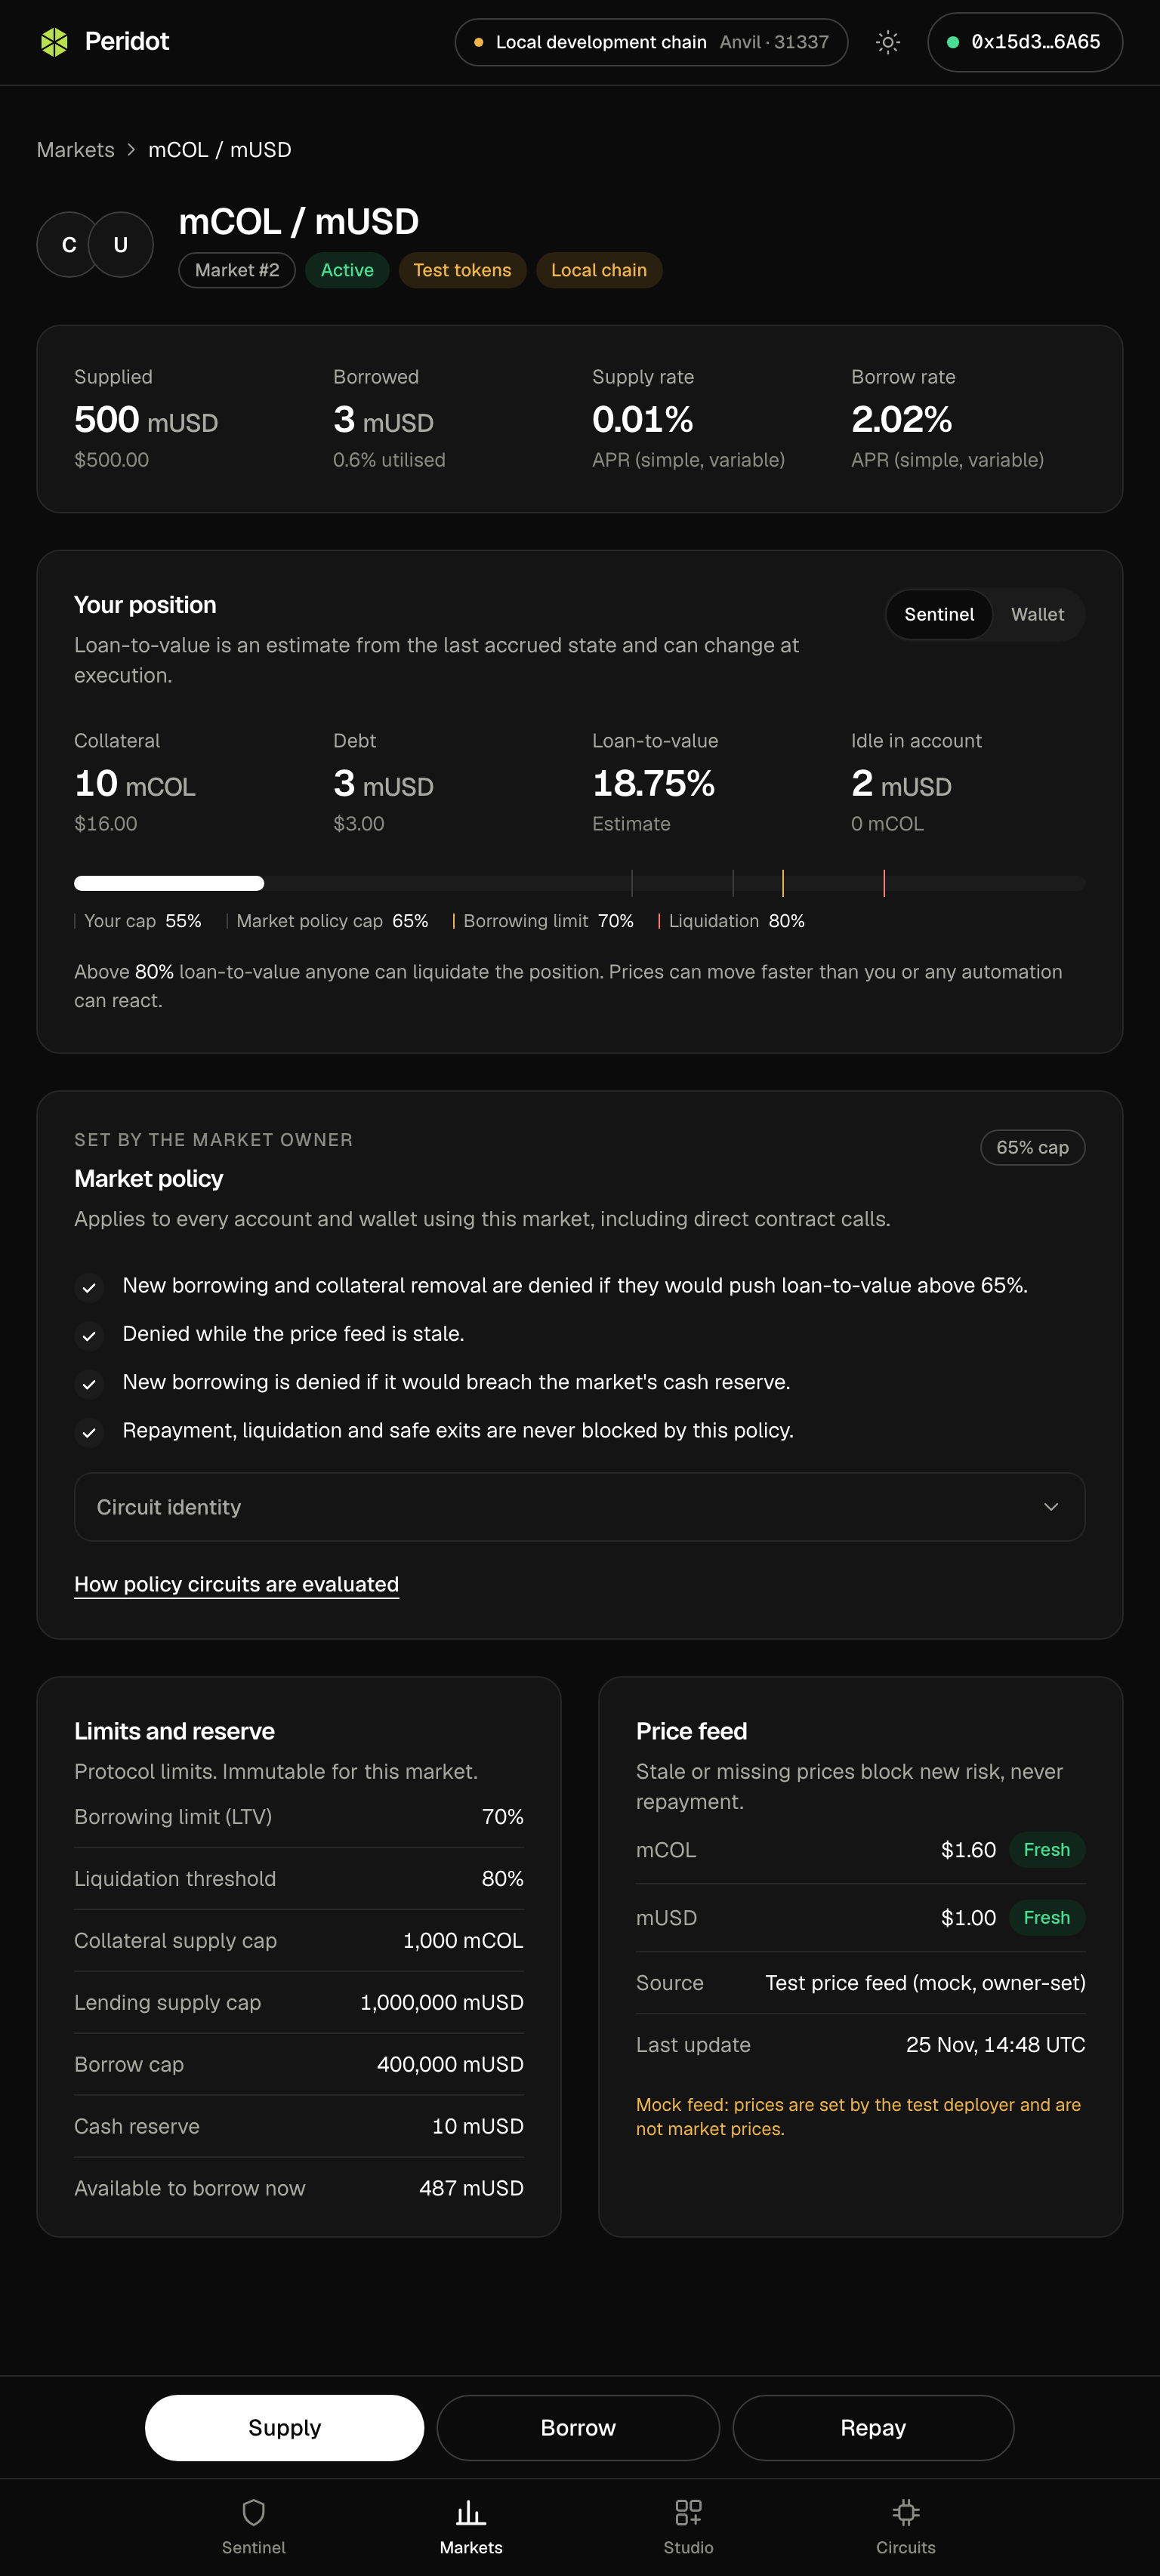 Peridot
Local development chain Anvil · 31337
0x15d3…6A65
Markets > mCOL / mUSD
C U
mCOL / mUSD
Market #2 Active Test tokens Local chain
Supplied Borrowed Supply rate Borrow rate
500 mUSD 3 mUSD 0.01% 2.02%
$500.00 0.6% utilised APR (simple, variable) APR (simple, variable)
Your position
Sentinel Wallet
Loan-to-value is an estimate from the last accrued state and can change at
execution.
Collateral Debt Loan-to-value Idle in account
10 mCOL 3 mUSD 18.75% 2 mUSD
$16.00 $3.00 Estimate 0 mCOL
Your cap 55% Market policy cap 65% Borrowing limit 70% Liquidation 80%
Above 80% loan-to-value anyone can liquidate the position. Prices can move faster than you or any automation
can react.
SET BY THE MARKET OWNER
65% cap
Market policy
Applies to every account and wallet using this market, including direct contract calls.
New borrowing and collateral removal are denied if they would push loan-to-value above 65%.
Denied while the price feed is stale.
New borrowing is denied if it would breach the market's cash reserve.
Repayment, liquidation and safe exits are never blocked by this policy.
Circuit identity
How policy circuits are evaluated
Limits and reserve
Protocol limits. Immutable for this market.
Borrowing limit (LTV) 70%
Liquidation threshold 80%
Collateral supply cap 1,000 mCOL
Lending supply cap 1,000,000 mUSD
Borrow cap 400,000 mUSD
Cash reserve 10 mUSD
Available to borrow now 487 mUSD
Price feed
Stale or missing prices block new risk, never
repayment.
mCOL $1.60 Fresh
mUSD $1.00 Fresh
Source Test price feed (mock, owner-set)
Last update 25 Nov, 14:48 UTC
Mock feed: prices are set by the test deployer and are
not market prices.
Supply Borrow Repay
Sentinel Markets Studio Circuits